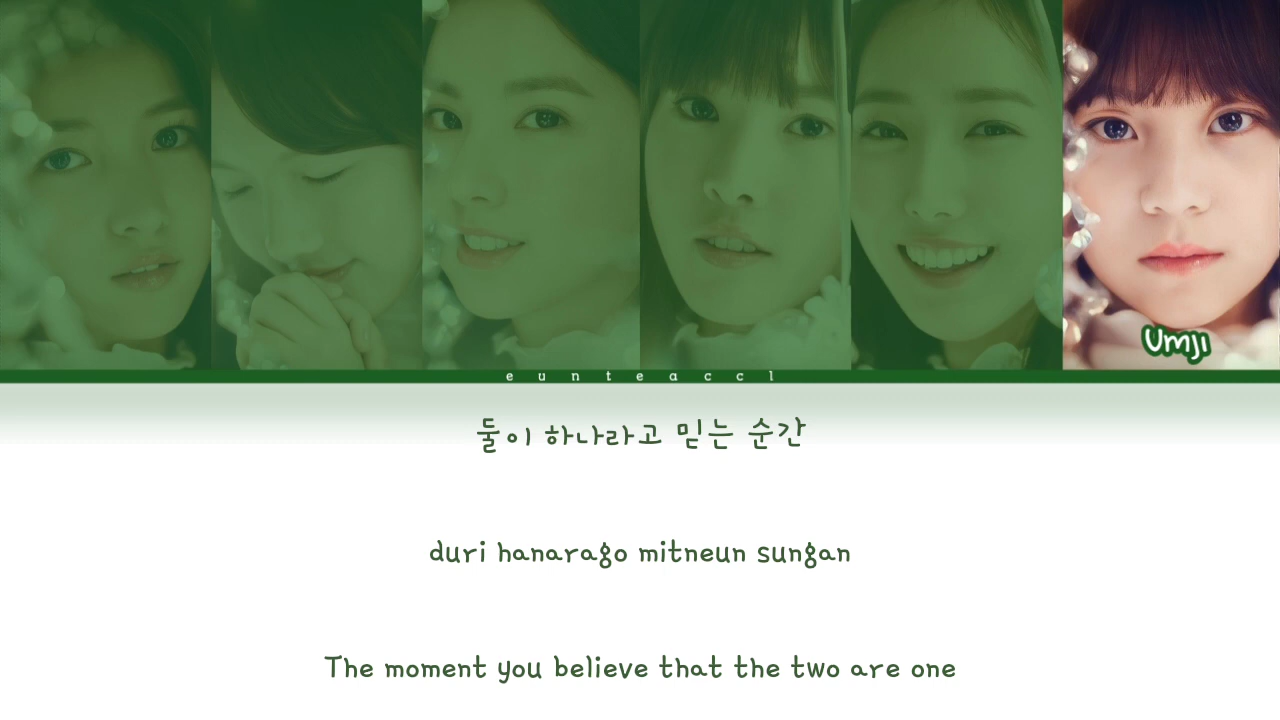 Umji
e u n t e a c c l
둘이 하나라고 믿는 순간
duri hanarago mitneun sungan
The moment you believe that the two are one